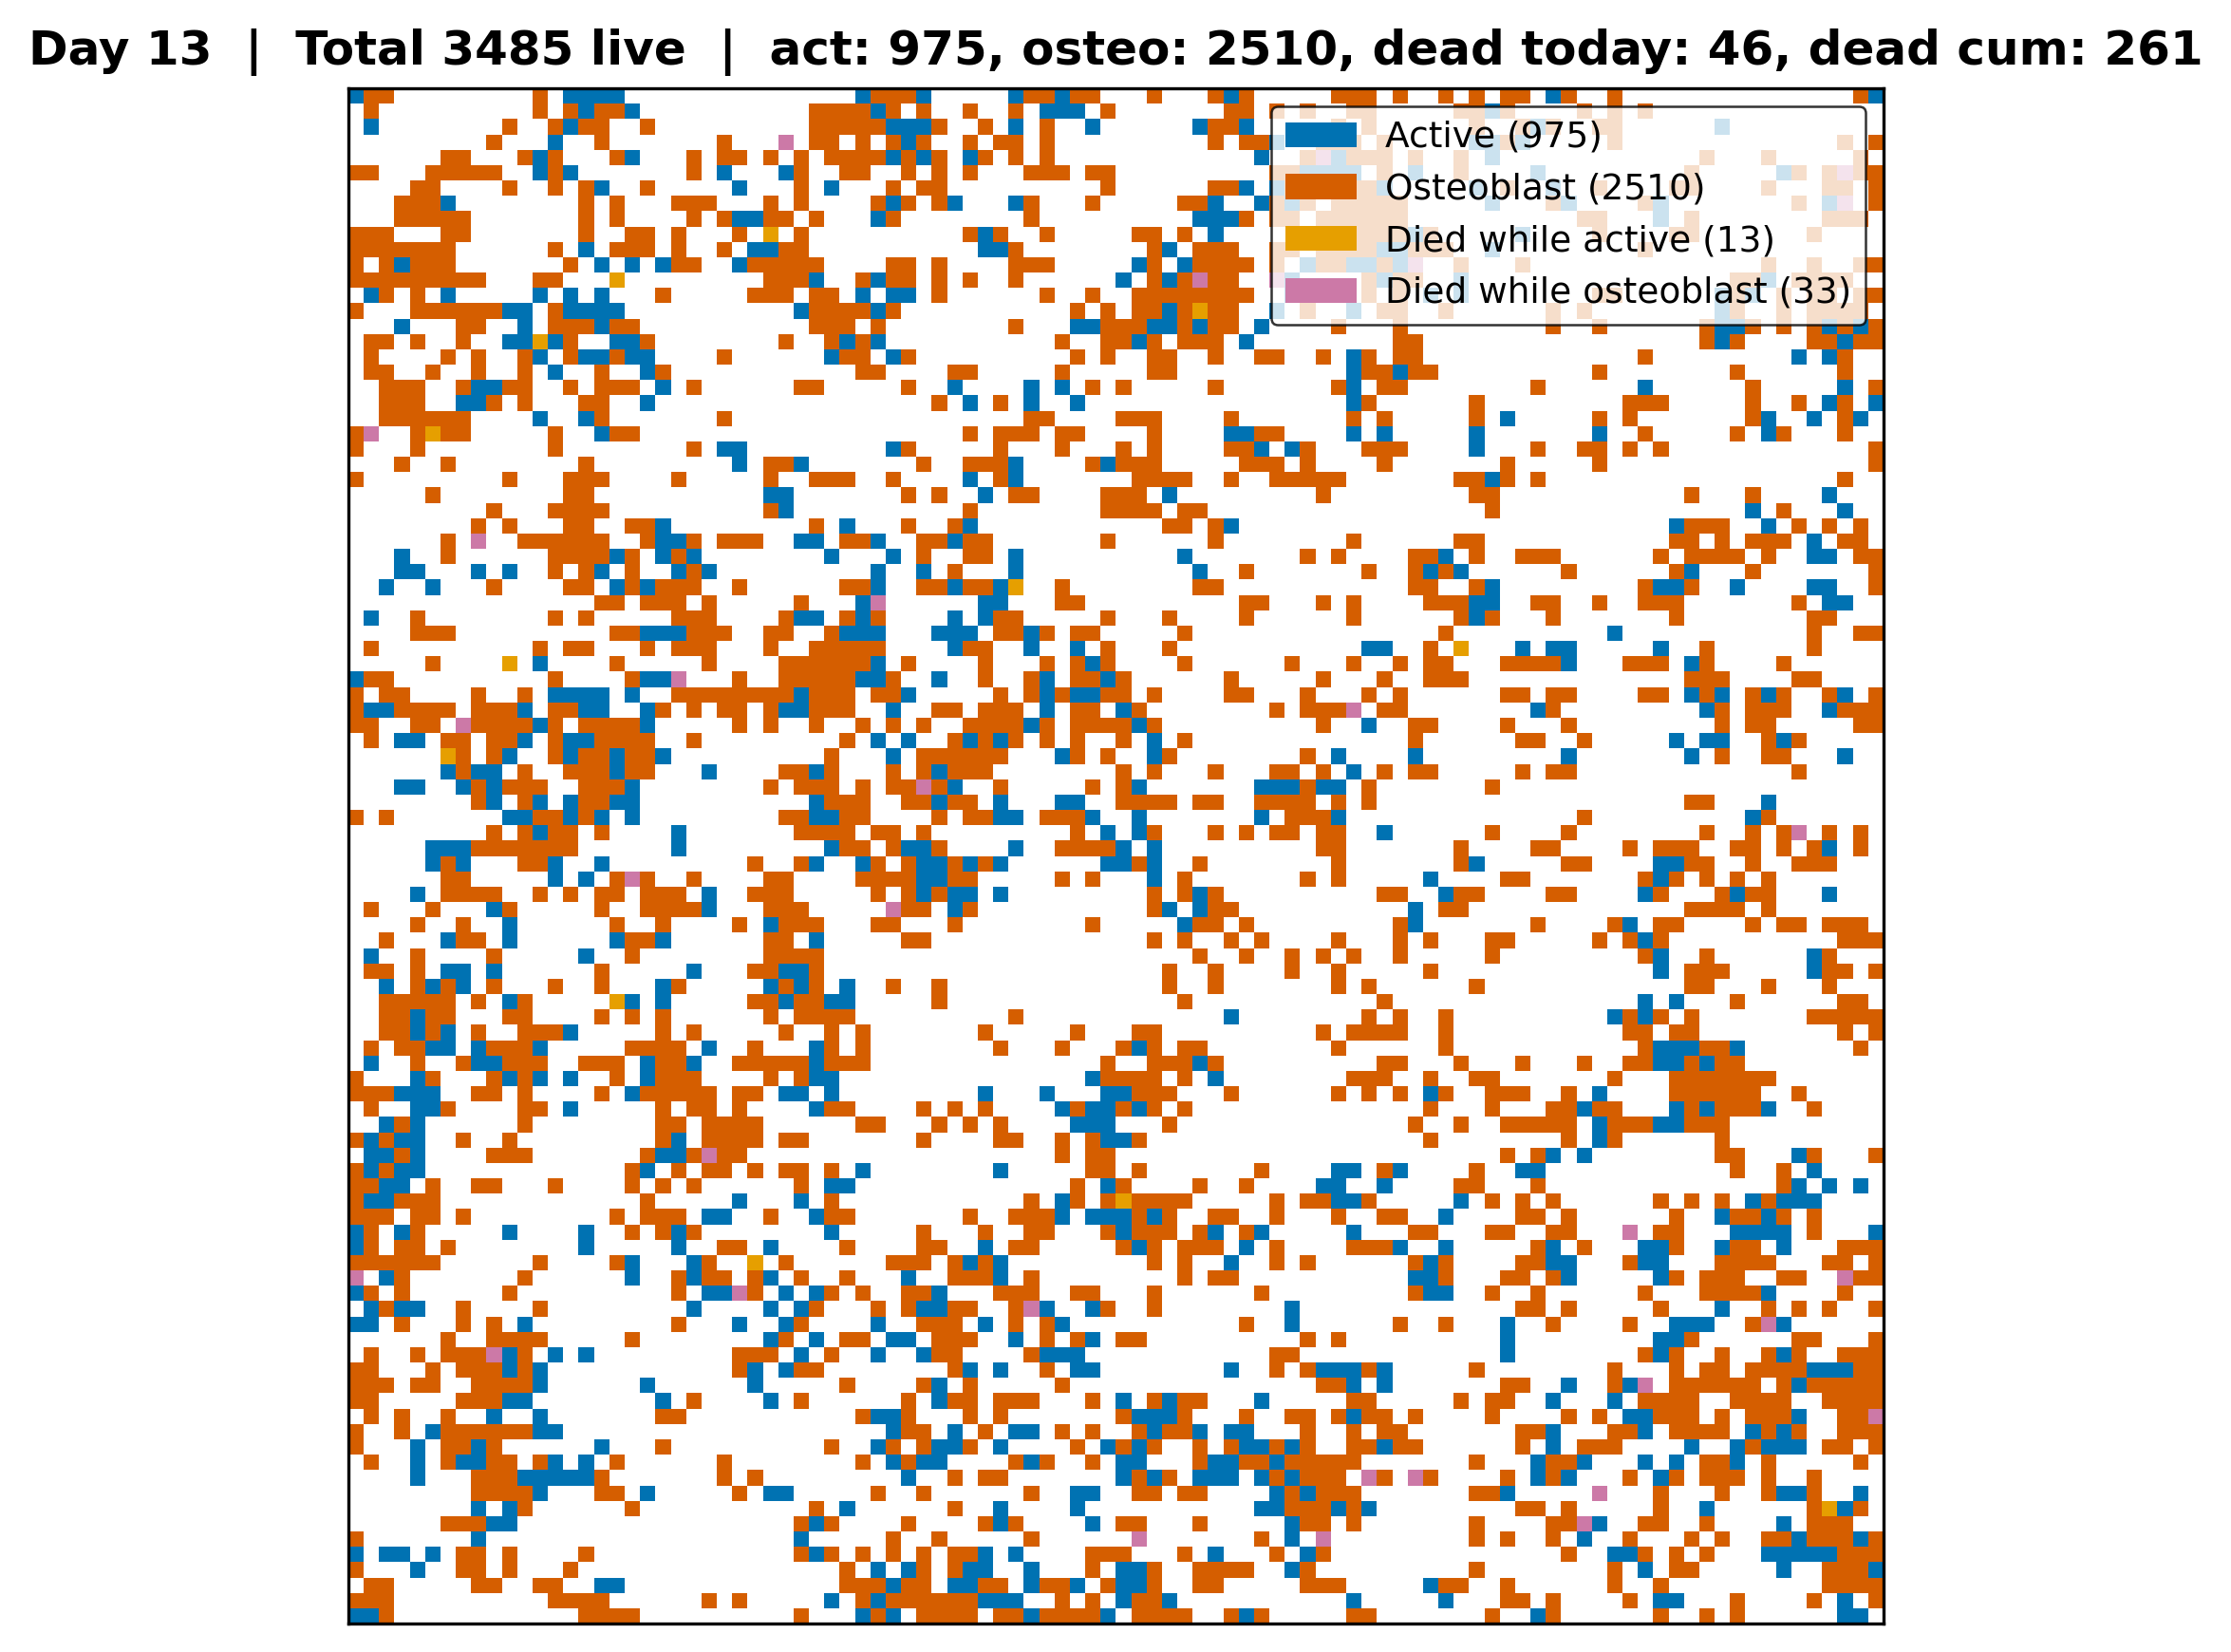 Day 13 | Total 3485 live | act: 975, osteo: 2510, dead today: 46, dead cum: 261
Active (975)
Osteoblast (2510)
Died while active (13)
Died while osteoblast (33)